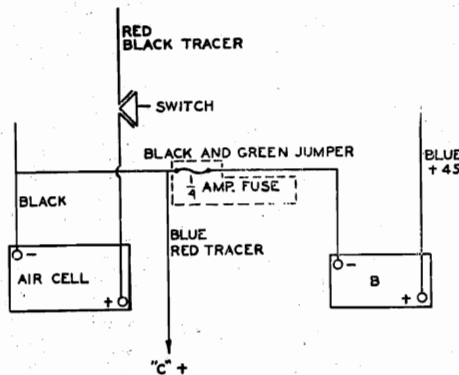 RED
BLACK TRACER
SWITCH
BLACK AND GREEN JUMPER
BLUE
+ 45
1/4 AMP. FUSE
BLACK
BLUE
RED TRACER
-
AIR CELL
+
-
B
+
"C" +